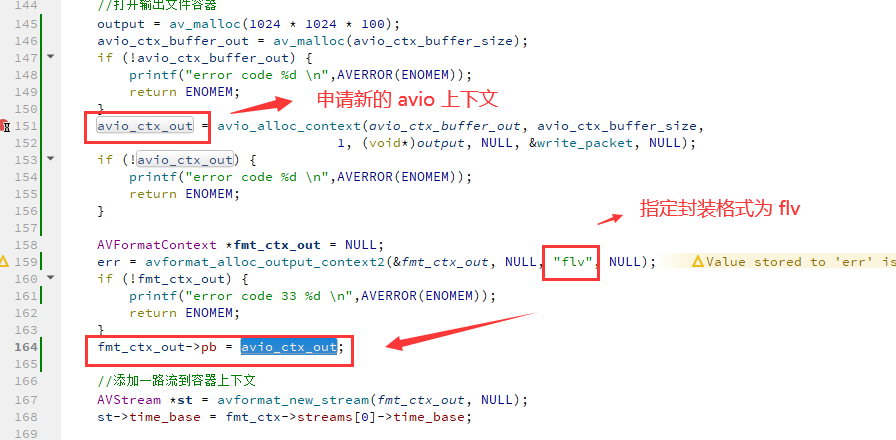 144 //打开输出文件容器
145 output = av_malloc(1024 * 1024 * 100);
146 avio_ctx_buffer_out = av_malloc(avio_ctx_buffer_size);
147 if (!avio_ctx_buffer_out) {
148 printf("error code %d \n",AVERROR(ENOMEM));
149 return ENOMEM;
150 }
申请新的 avio 上下文
151 avio_ctx_out = avio_alloc_context(avio_ctx_buffer_out, avio_ctx_buffer_size,
152 1, (void*)output, NULL, &write_packet, NULL);
153 if (!avio_ctx_out) {
154 printf("error code %d \n",AVERROR(ENOMEM));
155 return ENOMEM;
156 }
157
指定封装格式为 flv
158 AVFormatContext *fmt_ctx_out = NULL;
159 err = avformat_alloc_output_context2(&fmt_ctx_out, NULL, "flv", NULL); Value stored to 'err' is
160 if (!fmt_ctx_out) {
161 printf("error code 33 %d \n",AVERROR(ENOMEM));
162 return ENOMEM;
163 }
164 fmt_ctx_out->pb = avio_ctx_out;
165
166 //添加一路流到容器上下文
167 AVStream *st = avformat_new_stream(fmt_ctx_out, NULL);
168 st->time_base = fmt_ctx->streams[0]->time_base;
169